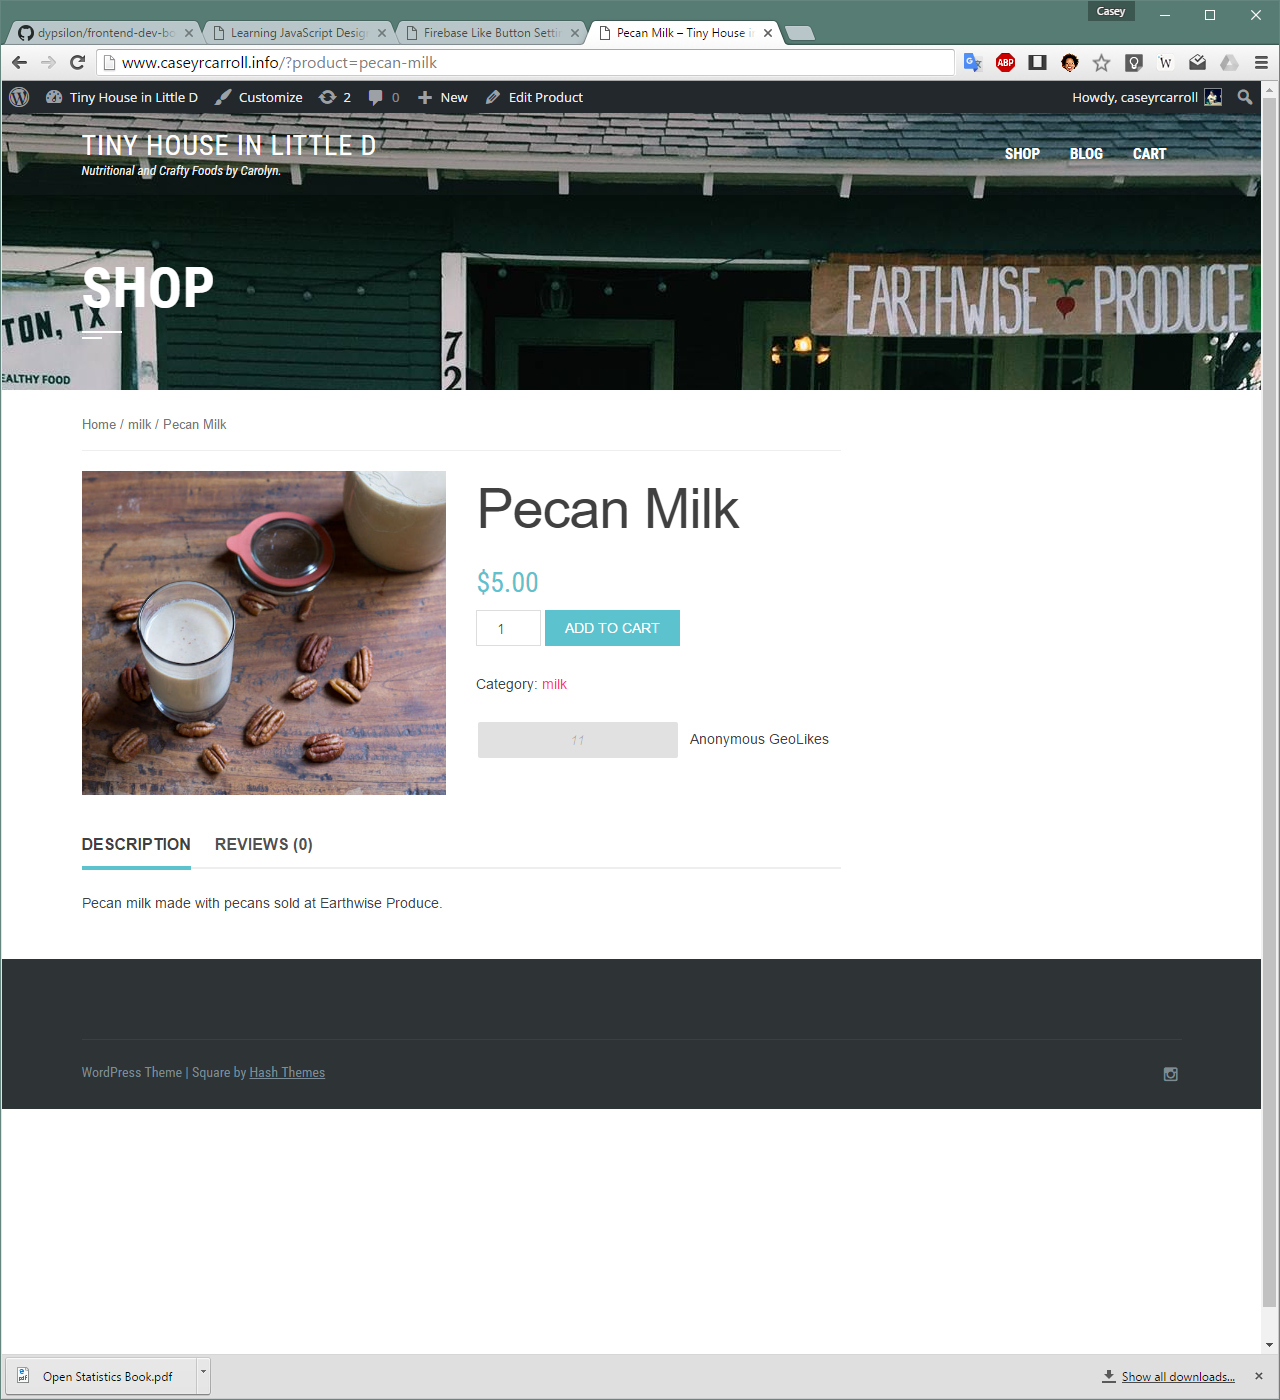 Casey
dypsilon/frontend-dev-bo
Learning JavaScript Desig
Firebase Like Button Setti
Pecan Milk – Tiny House i
www.caseyrcarroll.info/?product=pecan-milk
ABP
W
Tiny House in Little D
Customize
2
0
New
Edit Product
Howdy, caseyrcarroll
TINY HOUSE IN LITTLE D
Nutritional and Crafty Foods by Carolyn.
SHOP
BLOG
CART
SHOP
TON, TX
EALTHY FOOD
72
EARTHWISE PRODUCE
Home / milk / Pecan Milk
Pecan Milk
$5.00
1
ADD TO CART
Category: milk
11
Anonymous GeoLikes
DESCRIPTION
REVIEWS (0)
Pecan milk made with pecans sold at Earthwise Produce.
WordPress Theme | Square by Hash Themes
Open Statistics Book.pdf
Show all downloads...